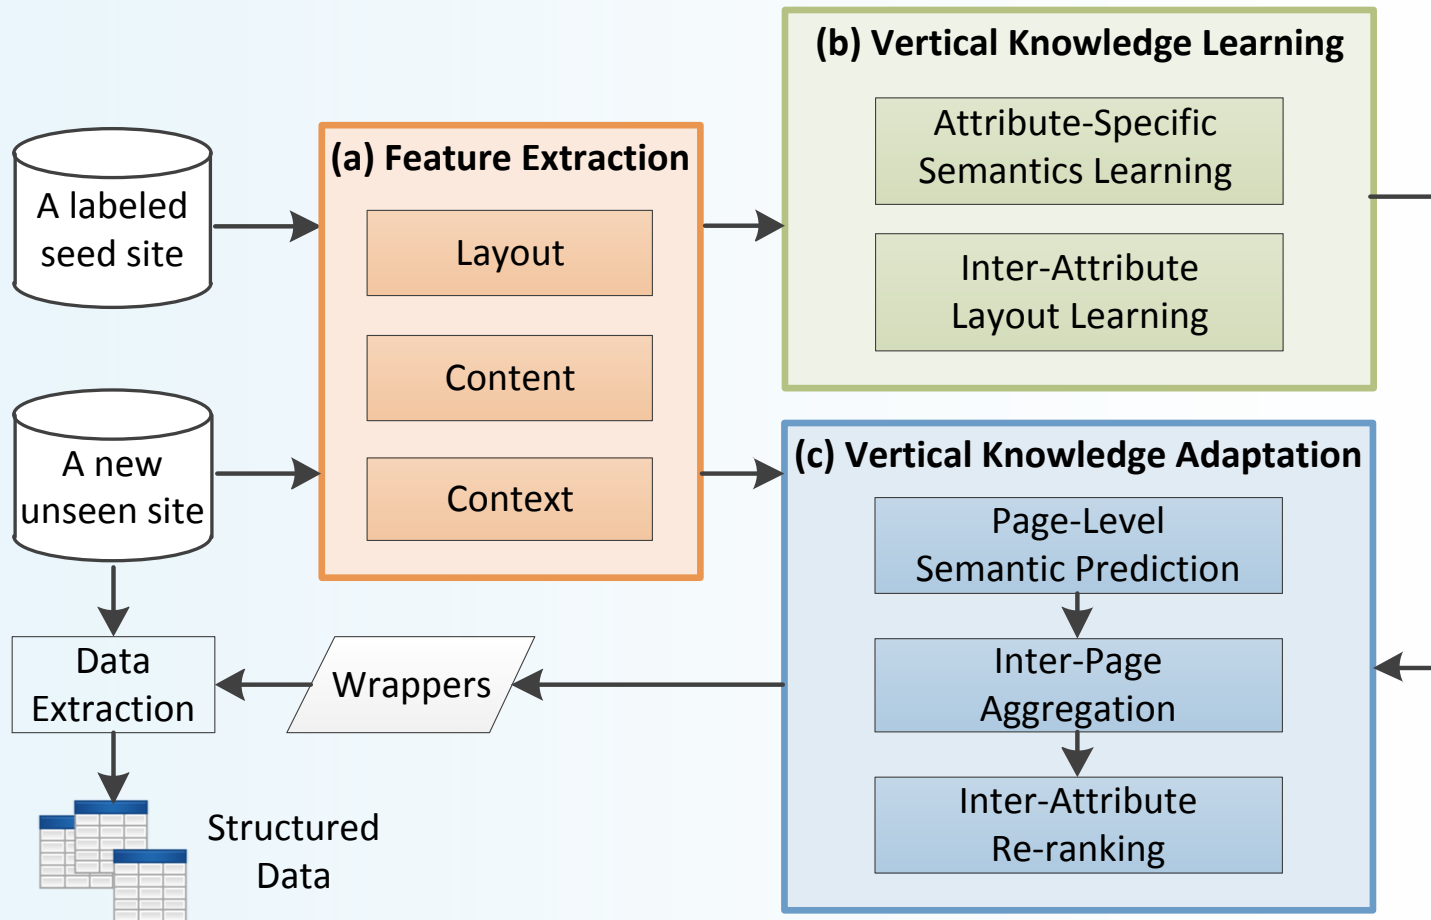 A labeled
seed site
A new
unseen site
(a) Feature Extraction
Layout
Content
Context
(b) Vertical Knowledge Learning
Attribute-Specific
Semantics Learning
Inter-Attribute
Layout Learning
(c) Vertical Knowledge Adaptation
Page-Level
Semantic Prediction
Inter-Page
Aggregation
Inter-Attribute
Re-ranking
Wrappers
Data
Extraction
Structured
Data